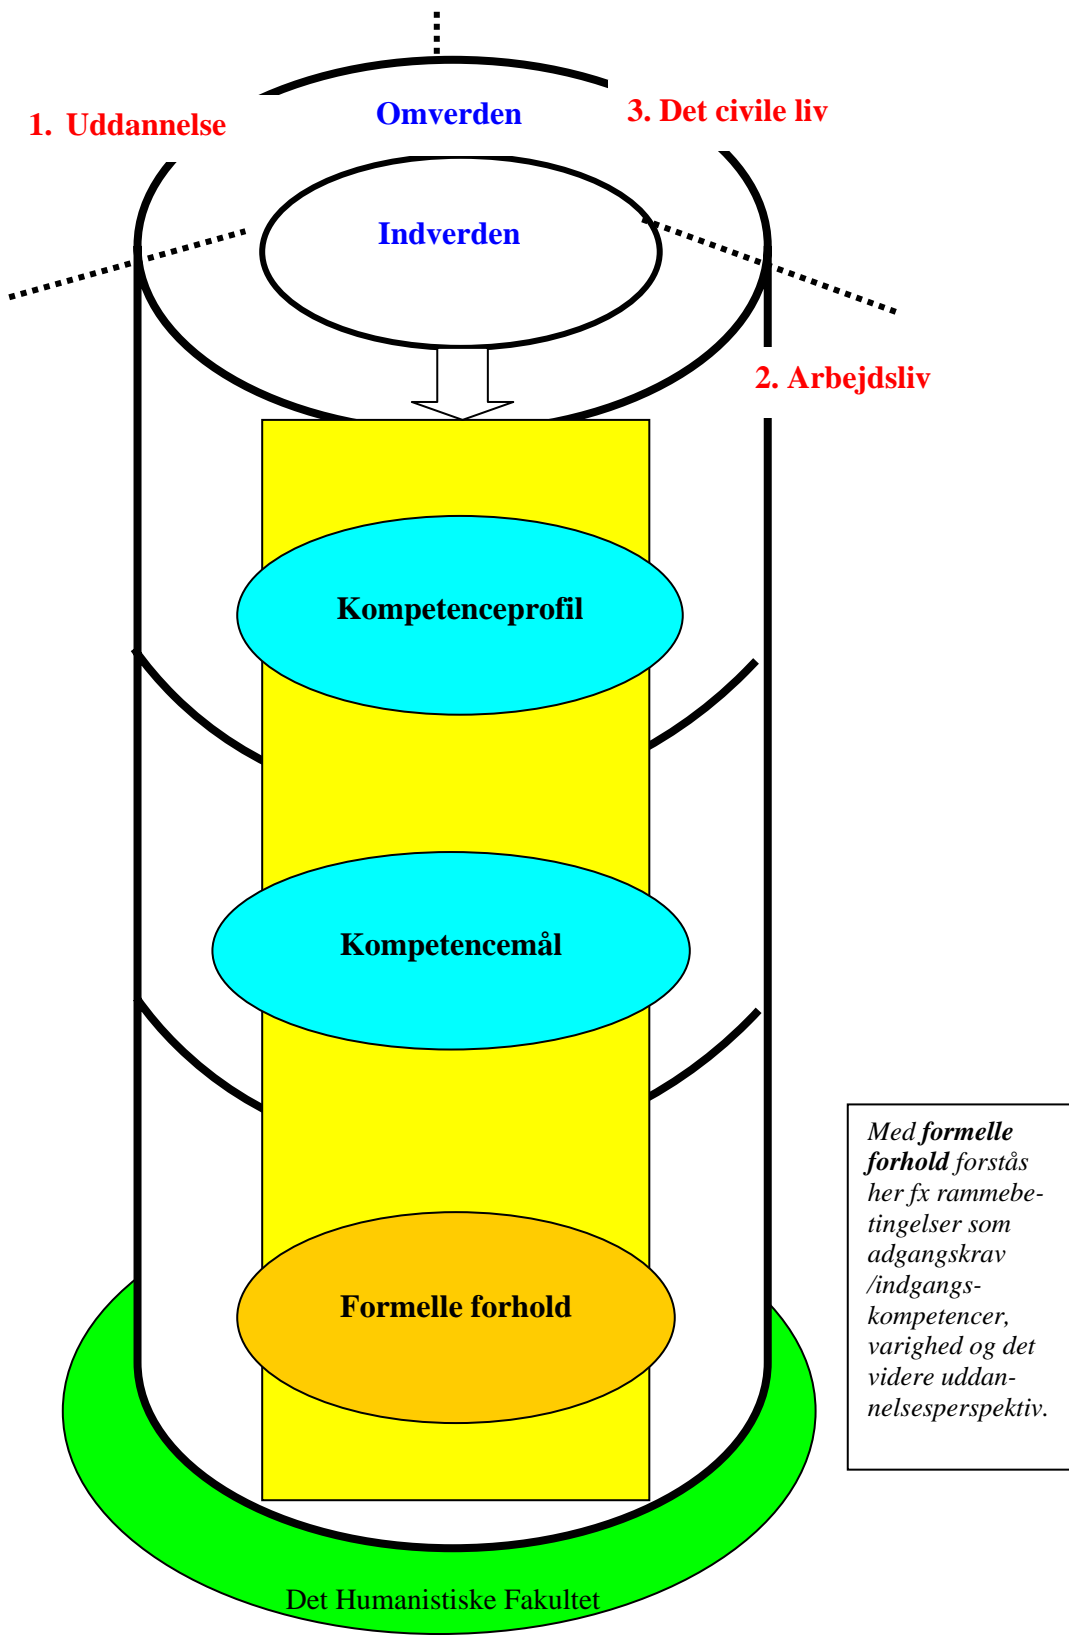 1. Uddannelse
Omverden
3. Det civile liv
Indverden
2. Arbejdsliv
Kompetenceprofil
Kompetencemål
Formelle forhold
Med formelle
forhold forstås
her fx rammebe-
tingelser som
adgangskrav
/indgangs-
kompetencer,
varighed og det
videre uddan-
nelsesperspektiv.
Det Humanistiske Fakultet